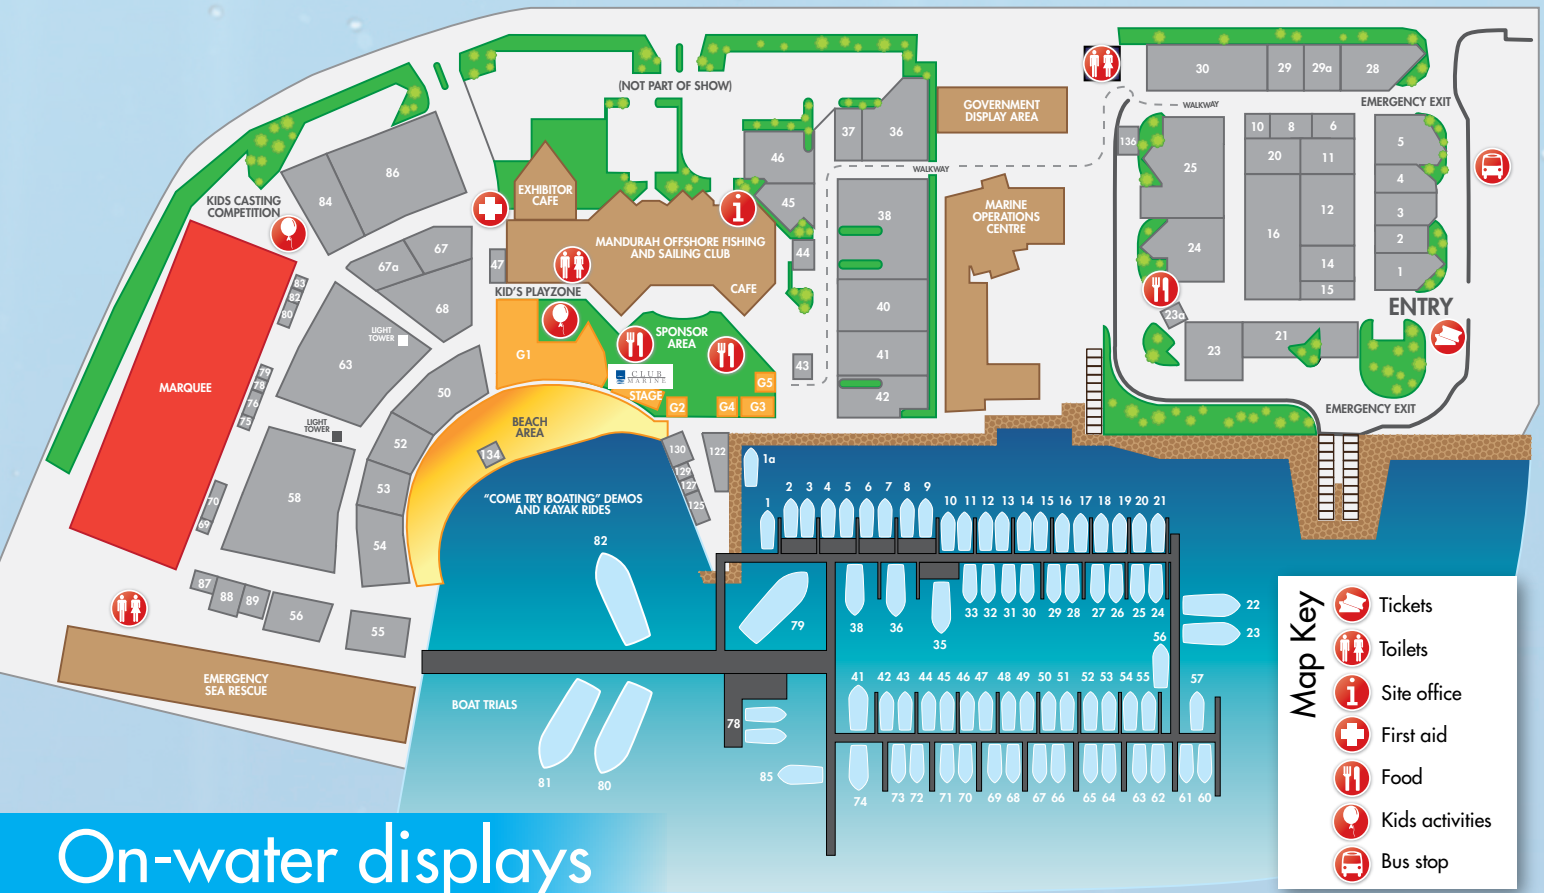 (NOT PART OF SHOW)
30
29
29a
28
EMERGENCY EXIT
WALKWAY
GOVERNMENT
DISPLAY AREA
37
36
136
25
10
8
6
5
20
11
4
46
86
84
KIDS CASTING
COMPETITION
EXHIBITOR
CAFE
WALKWAY
45
38
MARINE
OPERATIONS
CENTRE
12
3
2
16
24
14
1
15
MANDURAH OFFSHORE FISHING
AND SAILING CLUB
CAFE
44
67
67a
47
83
82
80
68
KID'S PLAYZONE
40
ENTRY
23a
LIGHT
TOWER
SPONSOR
AREA
G1
23
21
41
43
63
MARQUEE
79
78
76
75
50
CLUB
MARINE
STAGE
G5
G2
G4
G3
42
EMERGENCY EXIT
LIGHT
TOWER
BEACH
AREA
52
134
130
129
127
125
122
1a
53
58
70
69
54
"COME TRY BOATING" DEMOS
AND KAYAK RIDES
1
2
3
4
5
6
7
8
9
10
11
12
13
14
15
16
17
18
19
20
21
82
87
88
89
56
55
79
38
36
35
33
32
31
30
29
28
27
26
25
24
22
23
56
EMERGENCY
SEA RESCUE
BOAT TRIALS
41
42
43
44
45
46
47
48
49
50
51
52
53
54
55
57
78
85
81
80
74
73
72
71
70
69
68
67
66
65
64
63
62
61
60
Map Key
Tickets
Toilets
Site office
First aid
Food
Kids activities
Bus stop
On-water displays